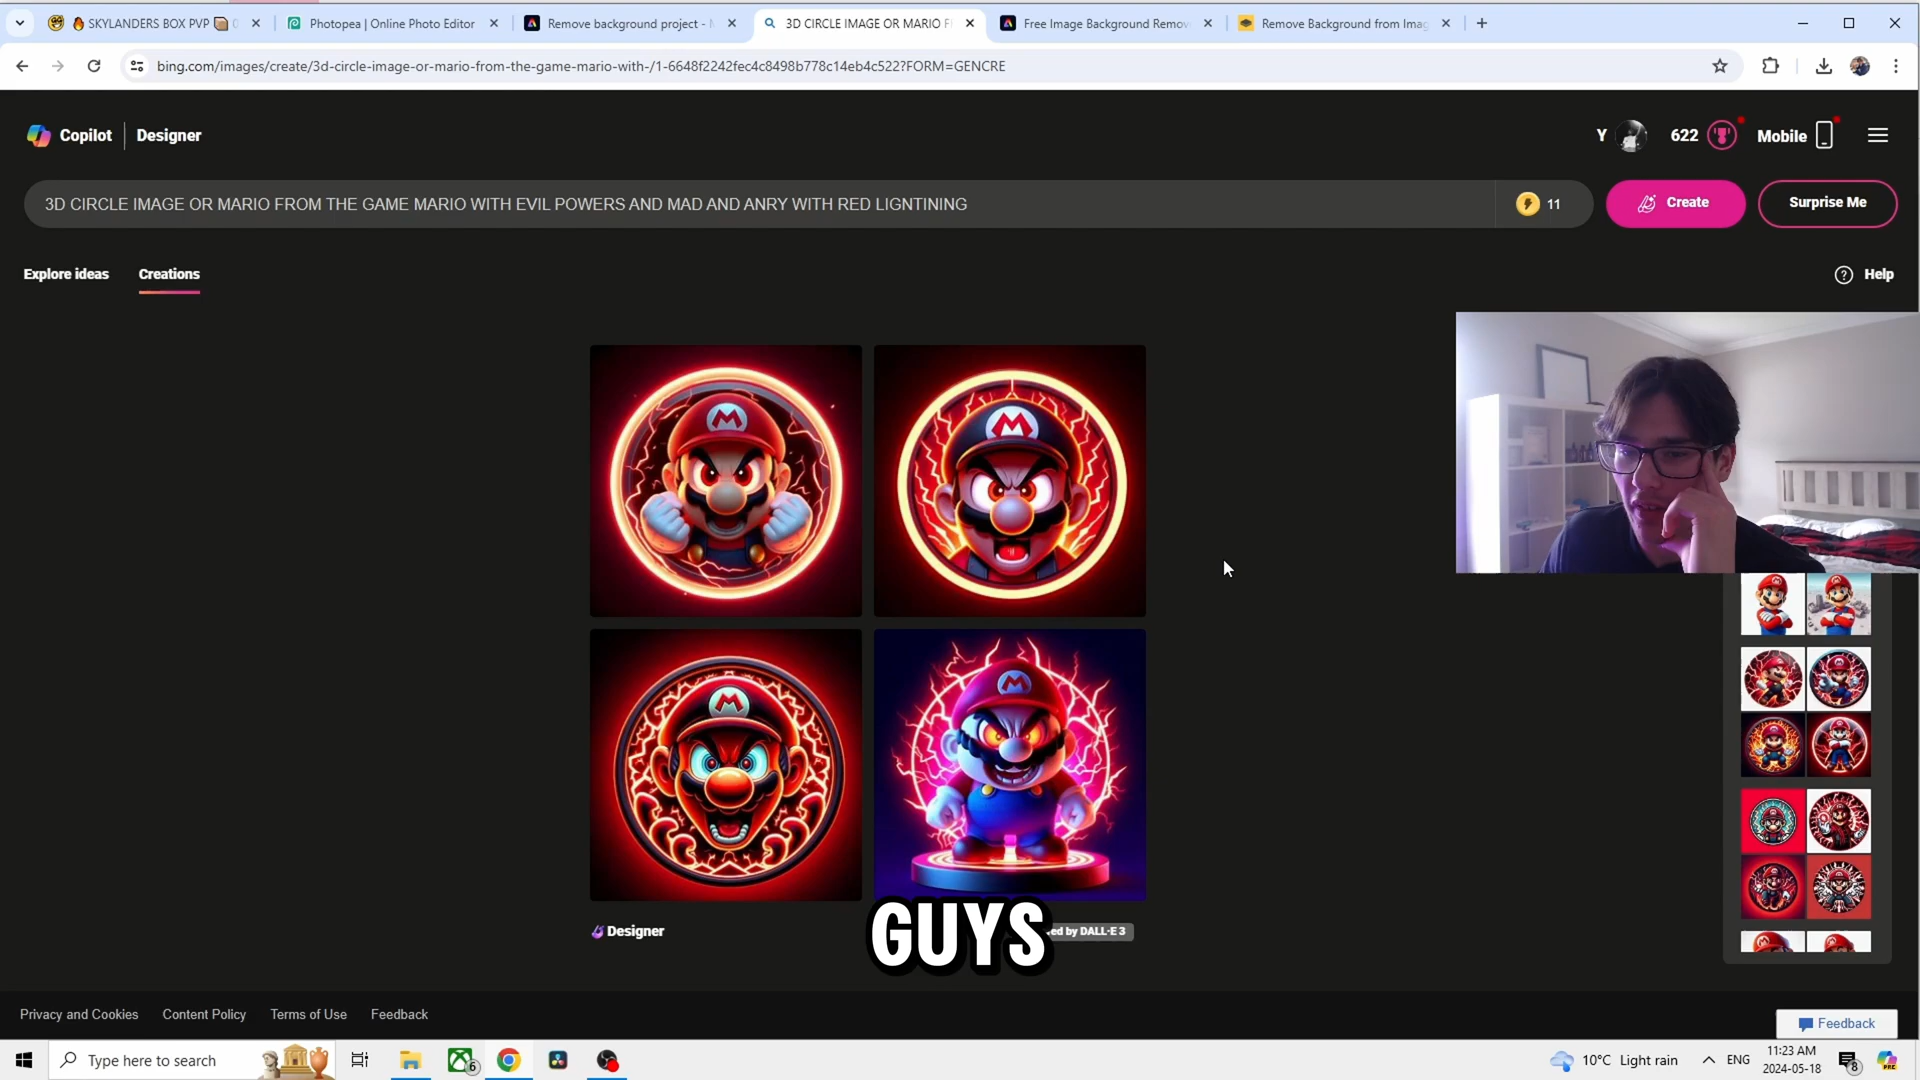 SKYLANDERS BOX PVP
Photopea | Online Photo Editor
Remove background project -
3D CIRCLE IMAGE OR MARIO F
Free Image Background Remov
Remove Background from Imag
bing.com/images/create/3d-circle-image-or-mario-from-the-game-mario-with-/1-6648f2242fec4c8498b778c14eb4c522?FORM=GENCRE
Copilot | Designer
Y
622
Mobile
3D CIRCLE IMAGE OR MARIO FROM THE GAME MARIO WITH EVIL POWERS AND MAD AND ANRY WITH RED LIGNTINING
11
Create
Surprise Me
Explore ideas
Creations
Help
M
M
M
M
Designer
ed by DALL·E 3
GUYS
Privacy and Cookies
Content Policy
Terms of Use
Feedback
Feedback
Type here to search
6
10°C Light rain
ENG
11:23 AM
2024-05-18
8
PRE